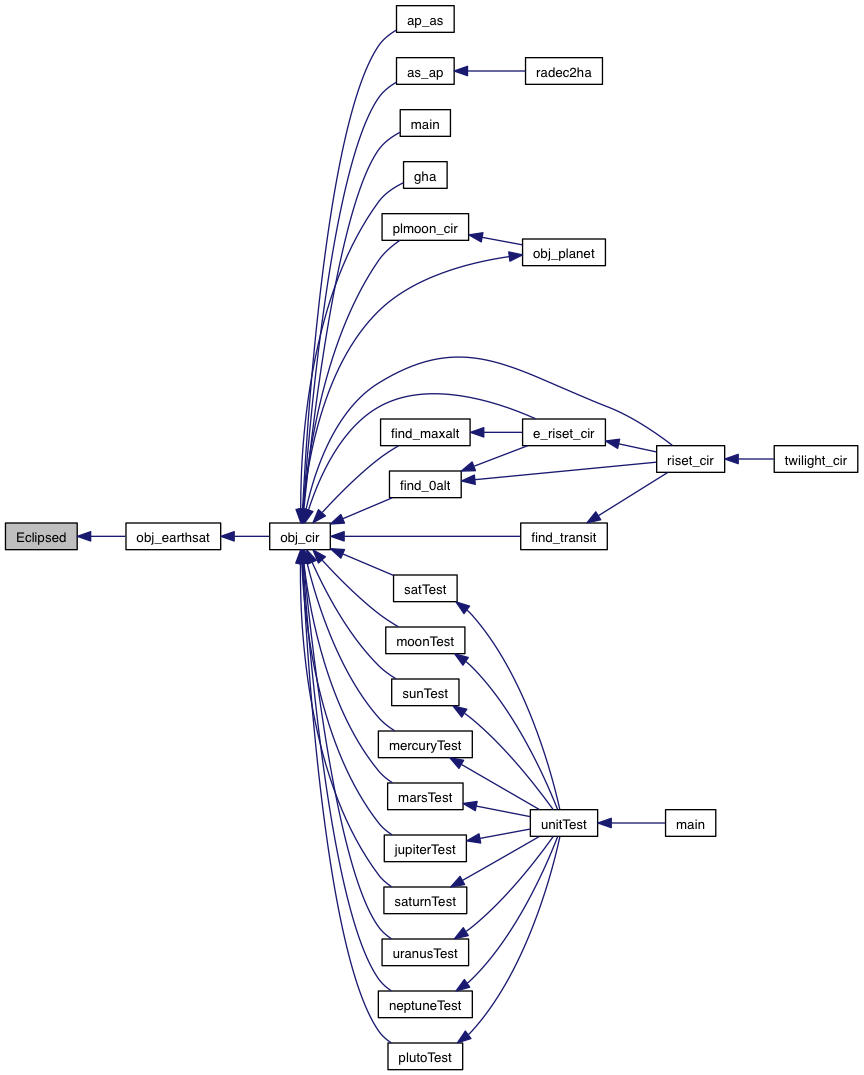 ap_as
as_ap
radec2ha
main
gha
plmoon_cir
obj_planet
find_maxalt
e_riset_cir
riset_cir
twilight_cir
find_0alt
Eclipsed
obj_earthsat
obj_cir
find_transit
satTest
moonTest
sunTest
mercuryTest
marsTest
unitTest
main
jupiterTest
saturnTest
uranusTest
neptuneTest
plutoTest